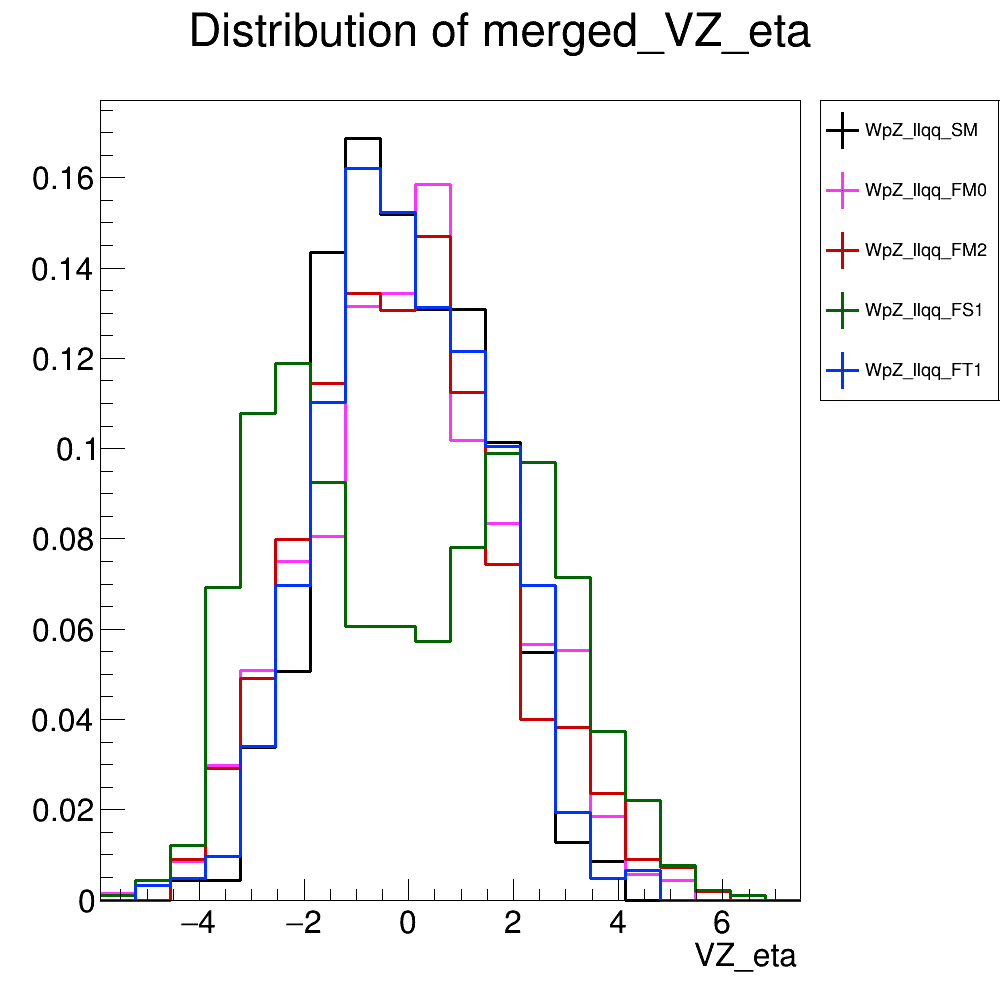 Distribution of merged_VZ_eta
WpZ_llqq_SM
WpZ_llqq_FM0
WpZ_llqq_FM2
WpZ_llqq_FS1
WpZ_llqq_FT1
0.16
0.14
0.12
0.1
0.08
0.06
0.04
0.02
0
−4 −2 0 2 4 6
VZ_eta